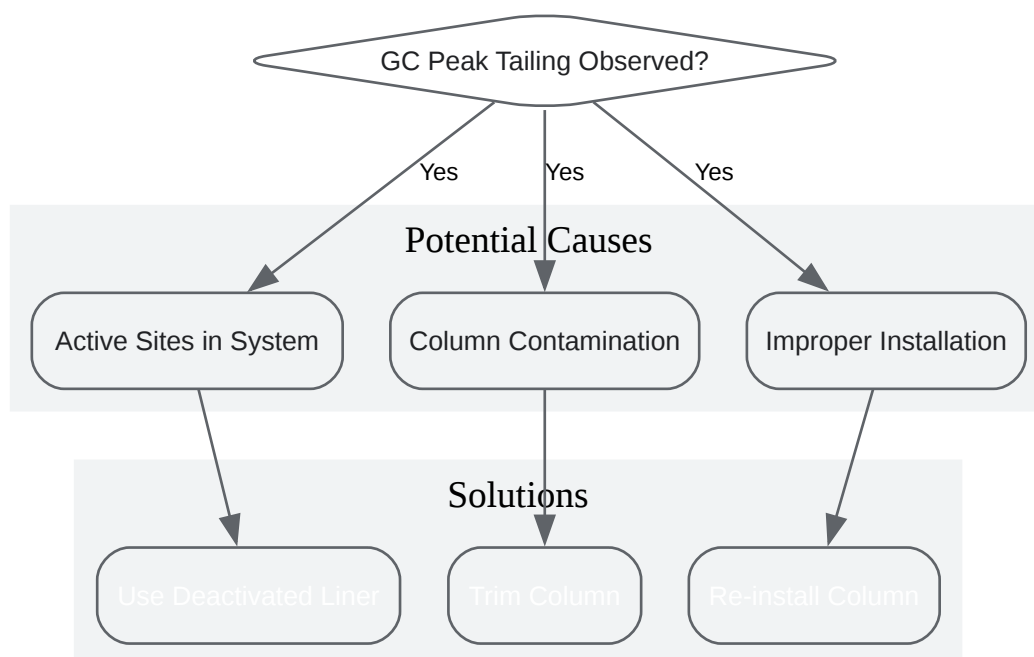 GC Peak Tailing Observed?
Yes
Yes
Yes
Potential Causes
Active Sites in System
Column Contamination
Improper Installation
Solutions
Use Deactivated Liner
Trim Column
Re-install Column